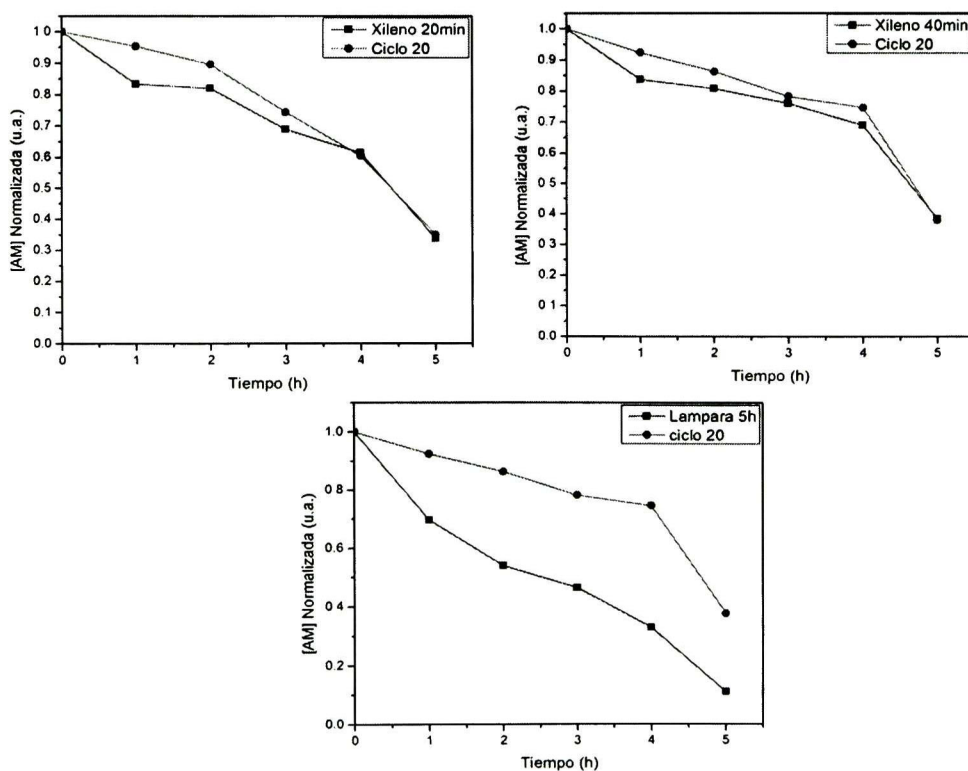 Xileno 20min
Ciclo 20
[AM] Normalizada (u.a.)
1.0
0.9
0.8
0.7
0.6
0.5
0.4
0.3
0.2
0.1
0.0
0 1 2 3 4 5
Tiempo (h)
Xileno 40min
Ciclo 20
[AM] Normalizada (u.a.)
1.0
0.9
0.8
0.7
0.6
0.5
0.4
0.3
0.2
0.1
0.0
0 1 2 3 4 5
Tiempo (h)
Lampara 5h
ciclo 20
[AM] Normalizada (u.a.)
1.0
0.8
0.6
0.4
0.2
0.0
0 1 2 3 4 5
Tiempo (h)